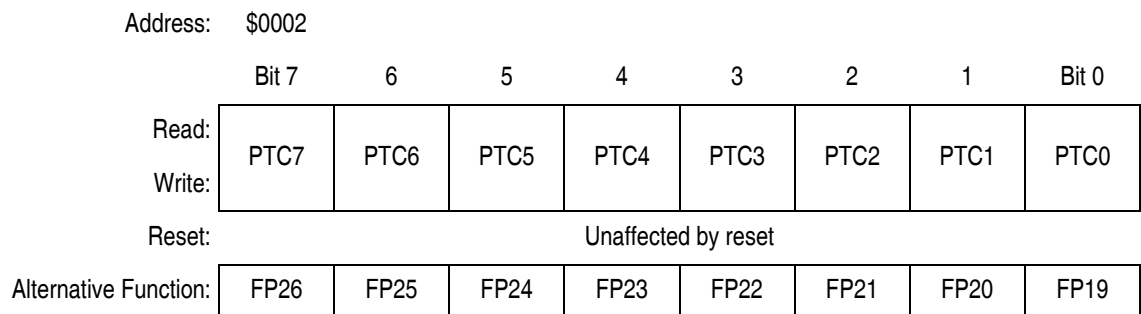 Address: $0002
Bit 7 6 5 4 3 2 1 Bit 0
Read:
PTC7 PTC6 PTC5 PTC4 PTC3 PTC2 PTC1 PTC0
Write:
Reset: Unaffected by reset
Alternative Function: FP26 FP25 FP24 FP23 FP22 FP21 FP20 FP19